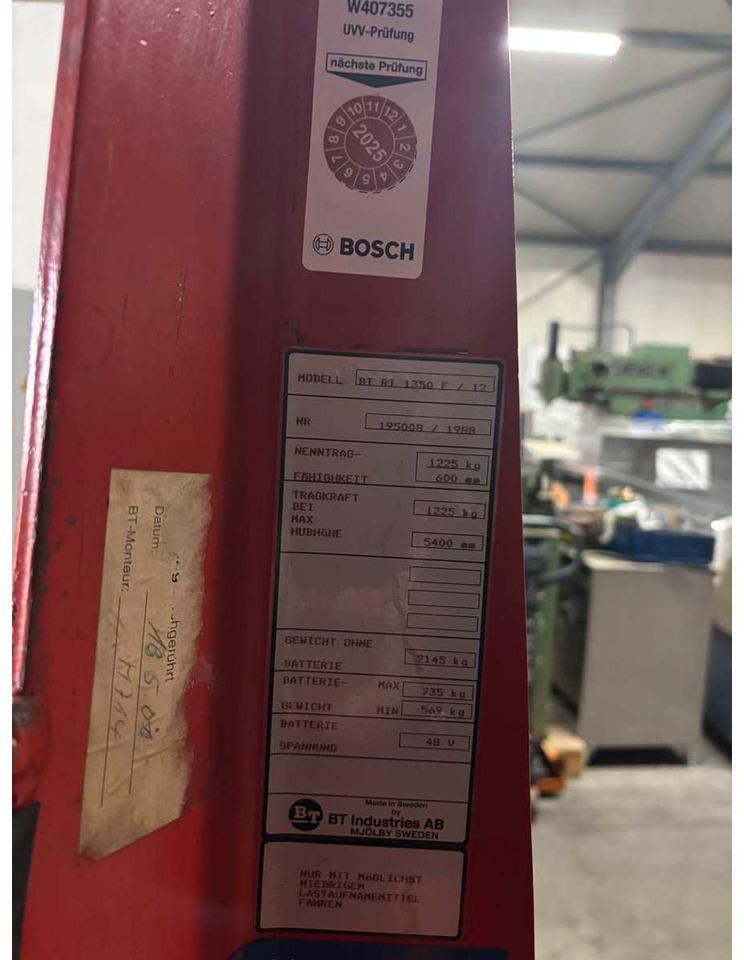 W407355
UVV-Prüfung
nächste Prüfung
10 11 12 1 2 3 4 5 6 7 8 9
2025
BOSCH
MODELL BT RT 1350 E / 12
NR 195008 / 1988
NENNTRAG- 1225 kg
FÄHIGHKEIT 600 mm
TRAGKRAFT
BEI 1225 kg
MAX
HUBHÖHE 5400 mm
GEWICHT OHNE
BATTERIE 2145 kg
BATTERIE- MAX 735 kg
GEWICHT MIN 569 kg
BATTERIE
SPANNUNG 48 V
BT
Made in Sweden
by
BT Industries AB
MJÖLBY SWEDEN
NUR MIT MÖGLICHST
NIEDRIGEN
LASTAUFNAMEMITTEL
FAHREN
Datum:
BT-Monteur: